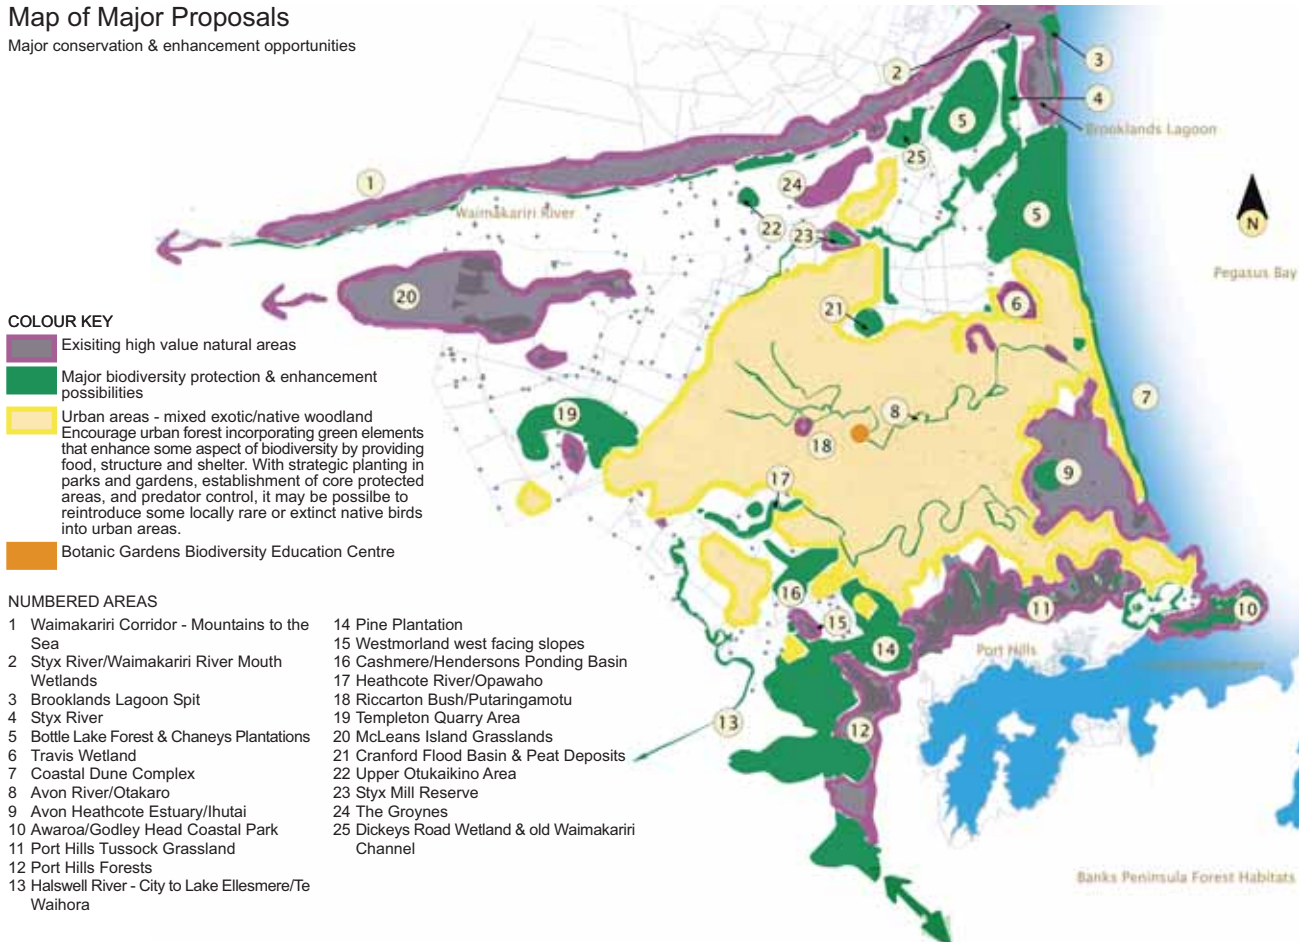 Map of Major Proposals
Major conservation & enhancement opportunities
2
3
4
5
Brooklands Lagoon
25
1
24
Waimakariri River
22
23
5
N
Pegasus Bay
20
6
21
COLOUR KEY
Exisiting high value natural areas
Major biodiversity protection & enhancement
possibilities
Urban areas - mixed exotic/native woodland
Encourage urban forest incorporating green elements
that enhance some aspect of biodiversity by providing
food, structure and shelter. With strategic planting in
parks and gardens, establishment of core protected
areas, and predator control, it may be possilbe to
reintroduce some locally rare or extinct native birds
into urban areas.
Botanic Gardens Biodiversity Education Centre
7
19
8
18
9
17
16
15
11
10
14
Port Hills
13
12
Banks Peninsula Forest Habitats
NUMBERED AREAS
1 Waimakariri Corridor - Mountains to the
Sea
2 Styx River/Waimakariri River Mouth
Wetlands
3 Brooklands Lagoon Spit
4 Styx River
5 Bottle Lake Forest & Chaneys Plantations
6 Travis Wetland
7 Coastal Dune Complex
8 Avon River/Otakaro
9 Avon Heathcote Estuary/Ihutai
10 Awaroa/Godley Head Coastal Park
11 Port Hills Tussock Grassland
12 Port Hills Forests
13 Halswell River - City to Lake Ellesmere/Te
Waihora
14 Pine Plantation
15 Westmorland west facing slopes
16 Cashmere/Hendersons Ponding Basin
17 Heathcote River/Opawaho
18 Riccarton Bush/Putaringamotu
19 Templeton Quarry Area
20 McLeans Island Grasslands
21 Cranford Flood Basin & Peat Deposits
22 Upper Otukaikino Area
23 Styx Mill Reserve
24 The Groynes
25 Dickeys Road Wetland & old Waimakariri
Channel